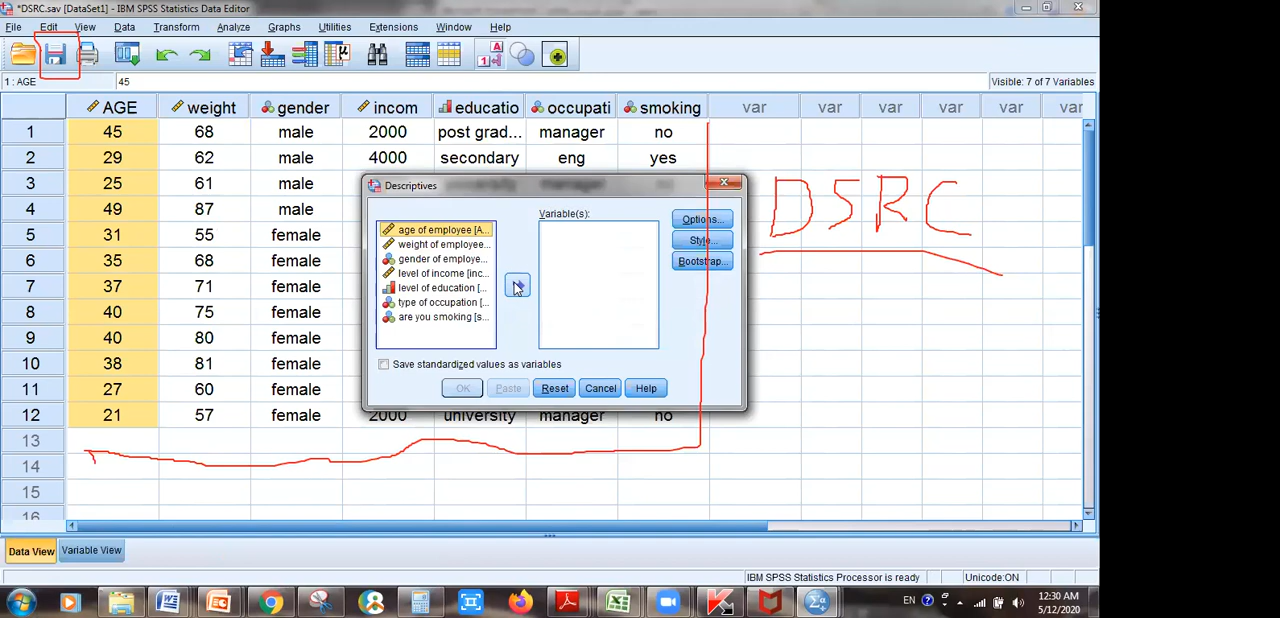 *DSRC.sav [DataSet1] - IBM SPSS Statistics Data Editor
File Edit View Data Transform Analyze Graphs Utilities Extensions Window Help
1 : AGE 45 Visible: 7 of 7 Variables
AGE weight gender incom educatio occupati smoking var var var var var var
1 45 68 male 2000 post grad... manager no
2 29 62 male 4000 secondary eng yes
3 25 61 male
4 49 87 male
5 31 55 female
6 35 68 female
7 37 71 female
8 40 75 female
9 40 80 female
10 38 81 female
11 27 60 female
12 21 57 female 2000 university manager no
13
14
15
16
Descriptives
Variable(s):
age of employee [A...
weight of employee...
gender of employe...
level of income [inc...
level of education [...
type of occupation [...
are you smoking [s...
Options...
Style...
Bootstrap...
Save standardized values as variables
OK Paste Reset Cancel Help
DSRC
Data View Variable View
IBM SPSS Statistics Processor is ready Unicode:ON
EN 12:30 AM
5/12/2020